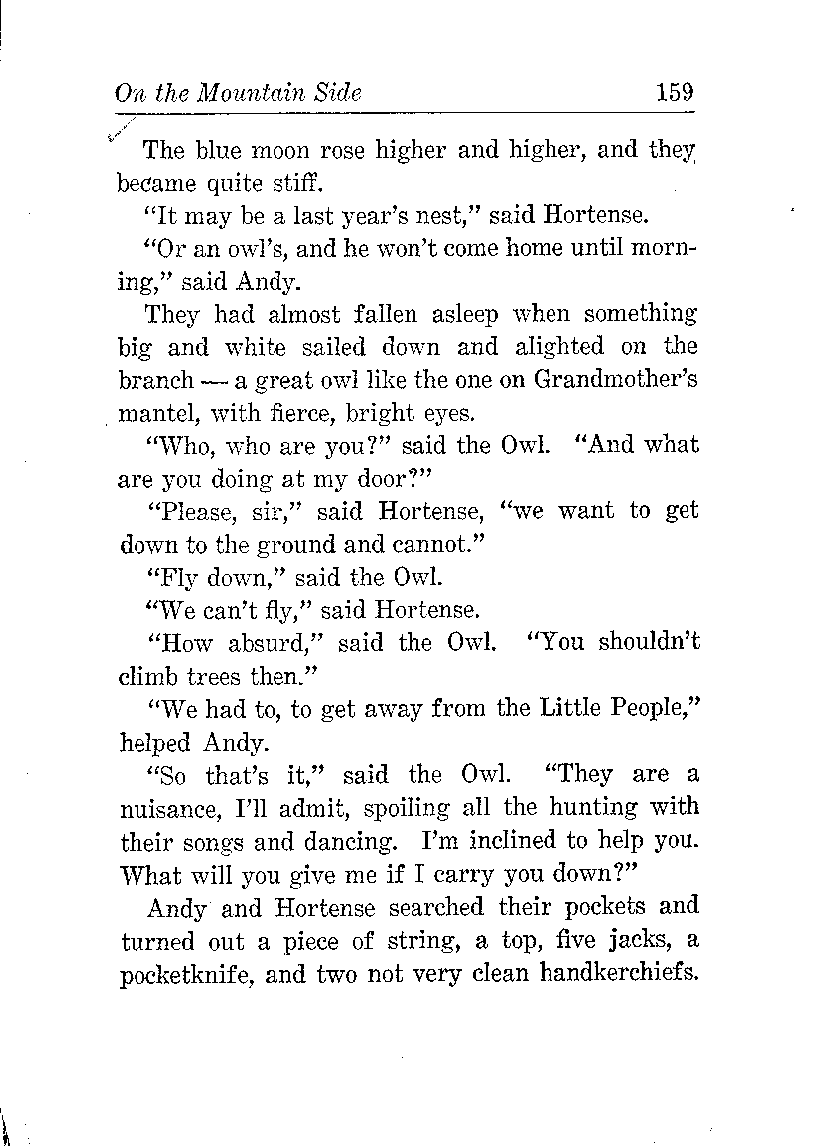 On the Mountain Side 159
The blue moon rose higher and higher, and they
became quite stiff.
“It may be a last year’s nest,” said Hortense.
“Or an owl’s, and he won’t come home until morn-
ing,” said Andy.
They had almost fallen asleep when something
big and white sailed down and alighted on the
branch — a great owl like the one on Grandmother’s
mantel, with fierce, bright eyes.
“Who, who are you?” said the Owl. “And what
are you doing at my door?”
“Please, sir,” said Hortense, “we want to get
down to the ground and cannot.”
“Fly down,” said the Owl.
“We can’t fly,” said Hortense.
“How absurd,” said the Owl. “You shouldn’t
climb trees then.”
“We had to, to get away from the Little People,”
helped Andy.
“So that’s it,” said the Owl. “They are a
nuisance, I’ll admit, spoiling all the hunting with
their songs and dancing. I’m inclined to help you.
What will you give me if I carry you down?”
Andy and Hortense searched their pockets and
turned out a piece of string, a top, five jacks, a
pocketknife, and two not very clean handkerchiefs.